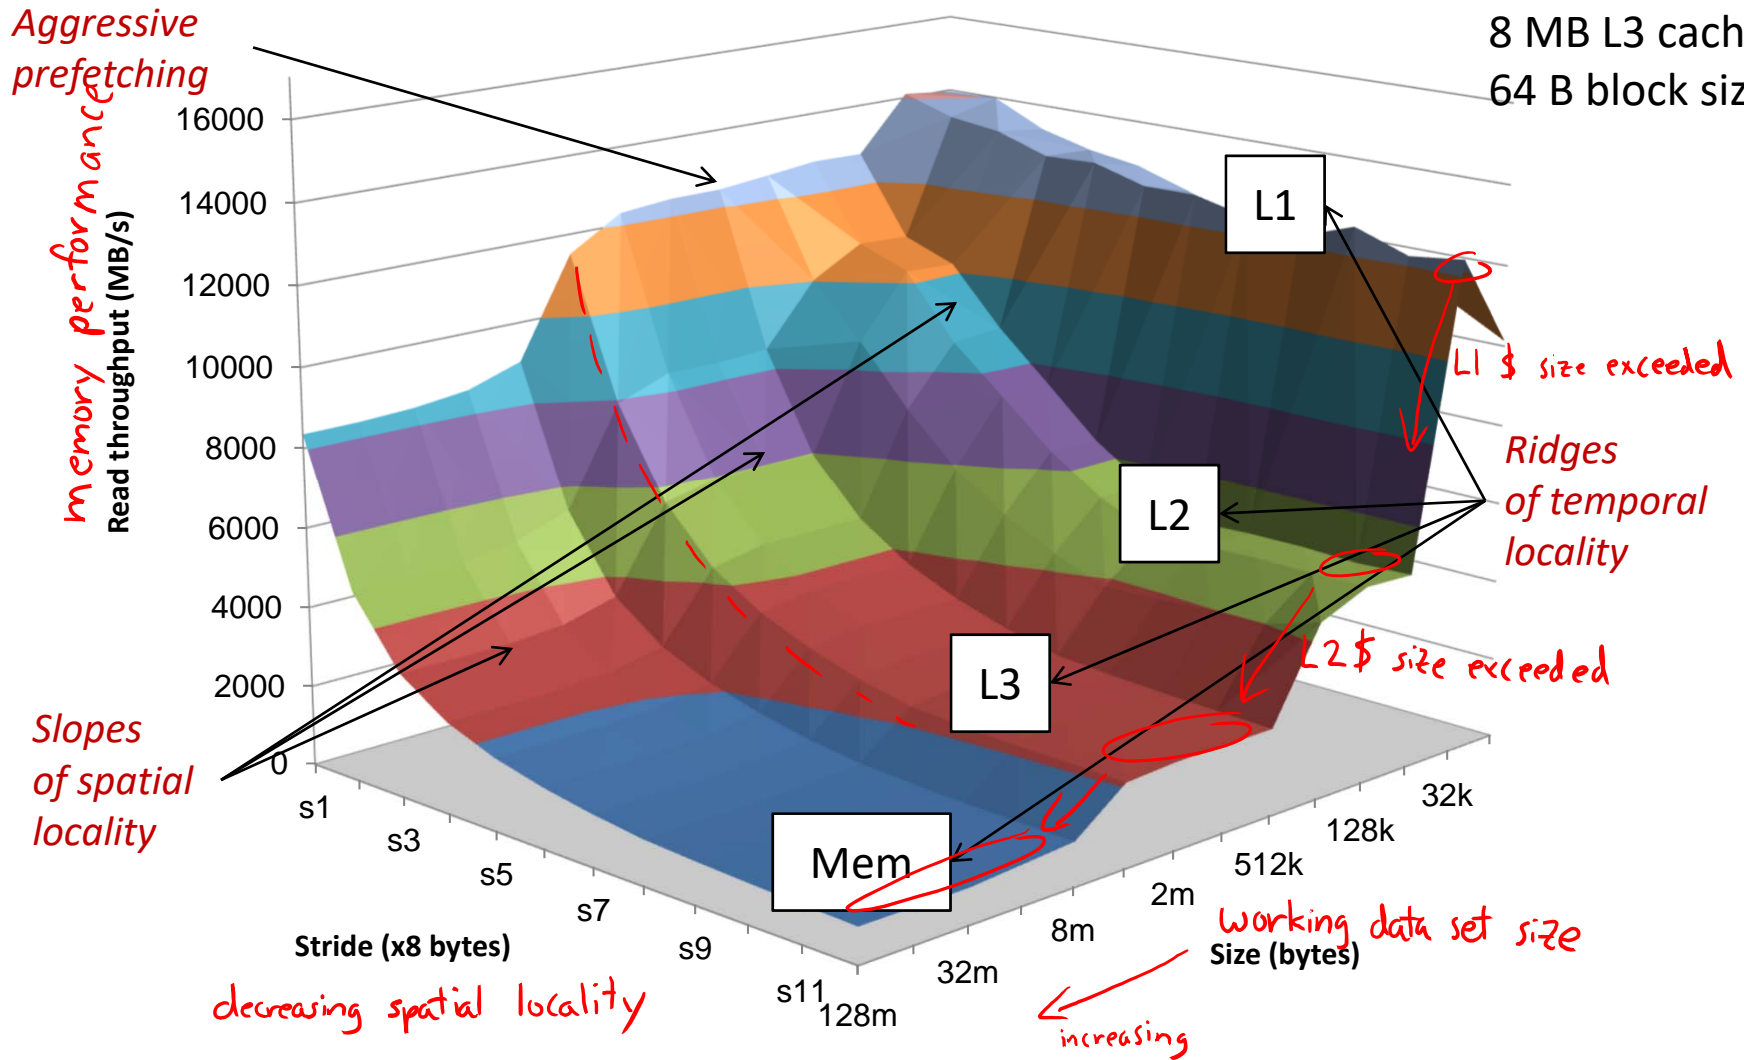 Aggressive
prefetching
8 MB L3 cach
64 B block siz
memory performance
Read throughput (MB/s)
16000
14000
12000
10000
8000
6000
4000
2000
0
L1
L2
L3
Mem
L1 $ size exceeded
Ridges
of temporal
locality
L2 $ size exceeded
Slopes
of spatial
locality
s1
s3
s5
s7
s9
s11
Stride (x8 bytes)
decreasing spatial locality
128m
32m
8m
2m
512k
128k
32k
working data set size
Size (bytes)
increasing